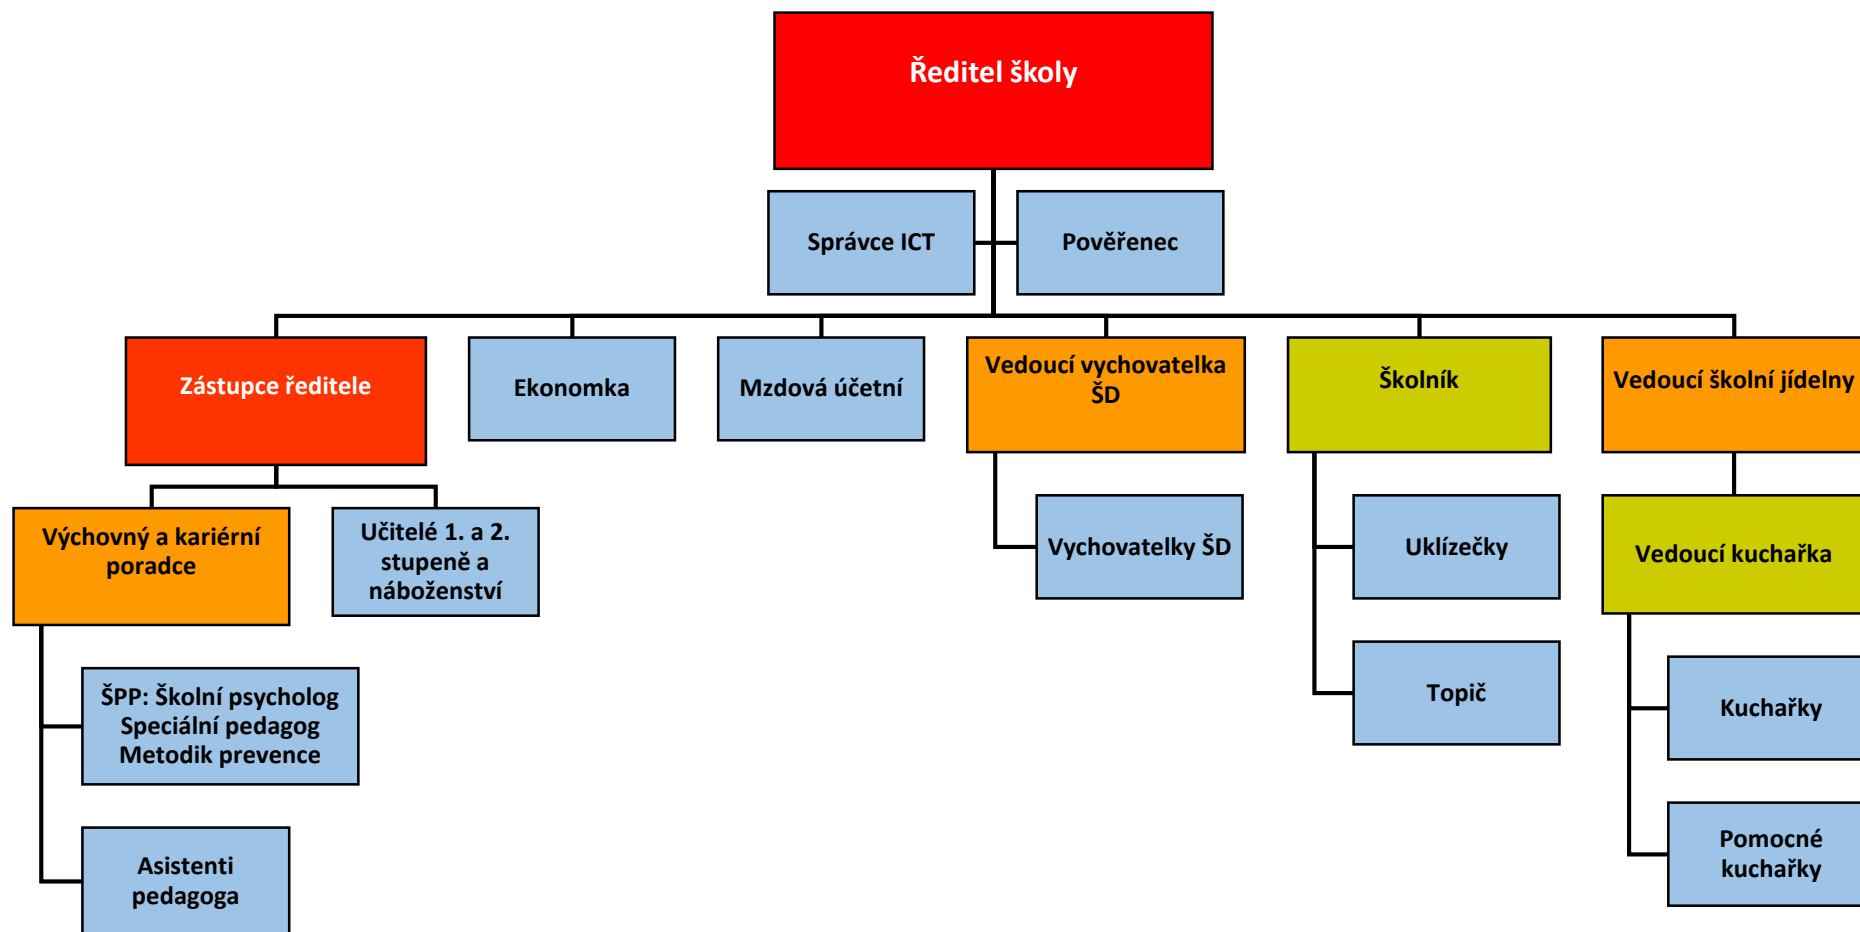 Ředitel školy
Správce ICT
Pověřenec
Zástupce ředitele
Ekonomka
Mzdová účetní
Vedoucí vychovatelka
ŠD
Školník
Vedoucí školní jídelny
Výchovný a kariérní
poradce
Učitelé 1. a 2.
stupeně a
náboženství
Vychovatelky ŠD
Uklízečky
Vedoucí kuchařka
ŠPP: Školní psycholog
Speciální pedagog
Metodik prevence
Topič
Kuchařky
Asistenti
pedagoga
Pomocné
kuchařky